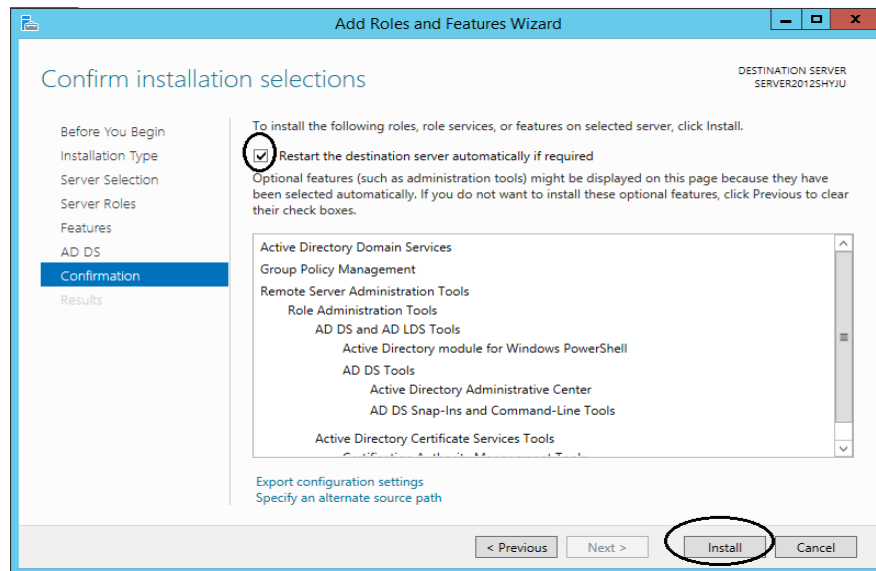 Add Roles and Features Wizard
Confirm installation selections
DESTINATION SERVER
SERVER2012SHYJU
Before You Begin
Installation Type
Server Selection
Server Roles
Features
AD DS
Confirmation
Results
To install the following roles, role services, or features on selected server, click Install.
Restart the destination server automatically if required
Optional features (such as administration tools) might be displayed on this page because they have
been selected automatically. If you do not want to install these optional features, click Previous to clear
their check boxes.
Active Directory Domain Services
Group Policy Management
Remote Server Administration Tools
Role Administration Tools
AD DS and AD LDS Tools
Active Directory module for Windows PowerShell
AD DS Tools
Active Directory Administrative Center
AD DS Snap-Ins and Command-Line Tools
Active Directory Certificate Services Tools
Export configuration settings
Specify an alternate source path
< Previous
Next >
Install
Cancel